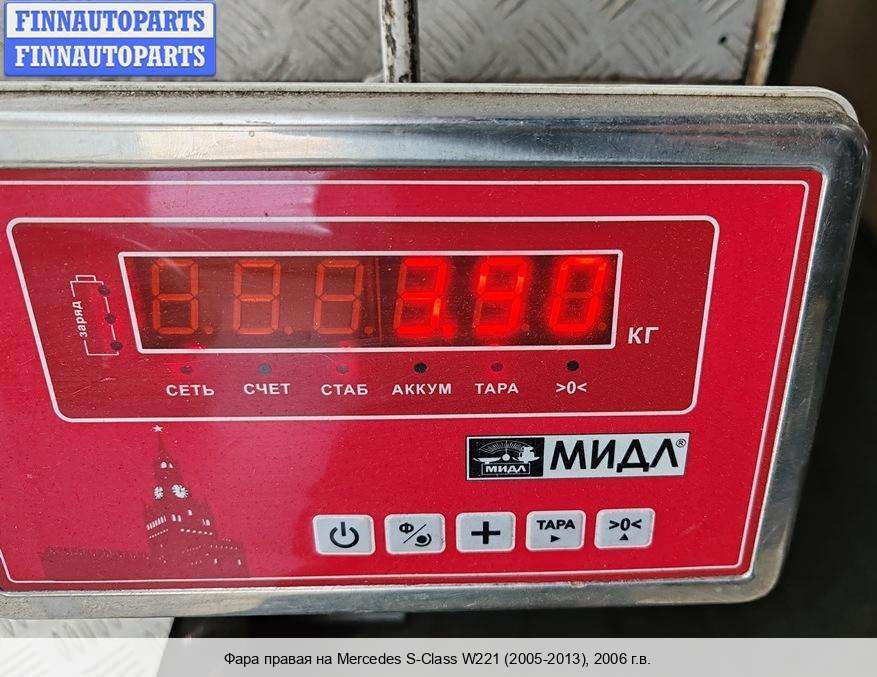 FINNAUTOPARTS
FINNAUTOPARTS
заряд
3.90
КГ
СЕТЬ СЧЕТ СТАБ АККУМ ТАРА >0<
МИДЛ МИДЛ®
Ф ТАРА >0<
Фара правая на Mercedes S-Class W221 (2005-2013), 2006 г.в.